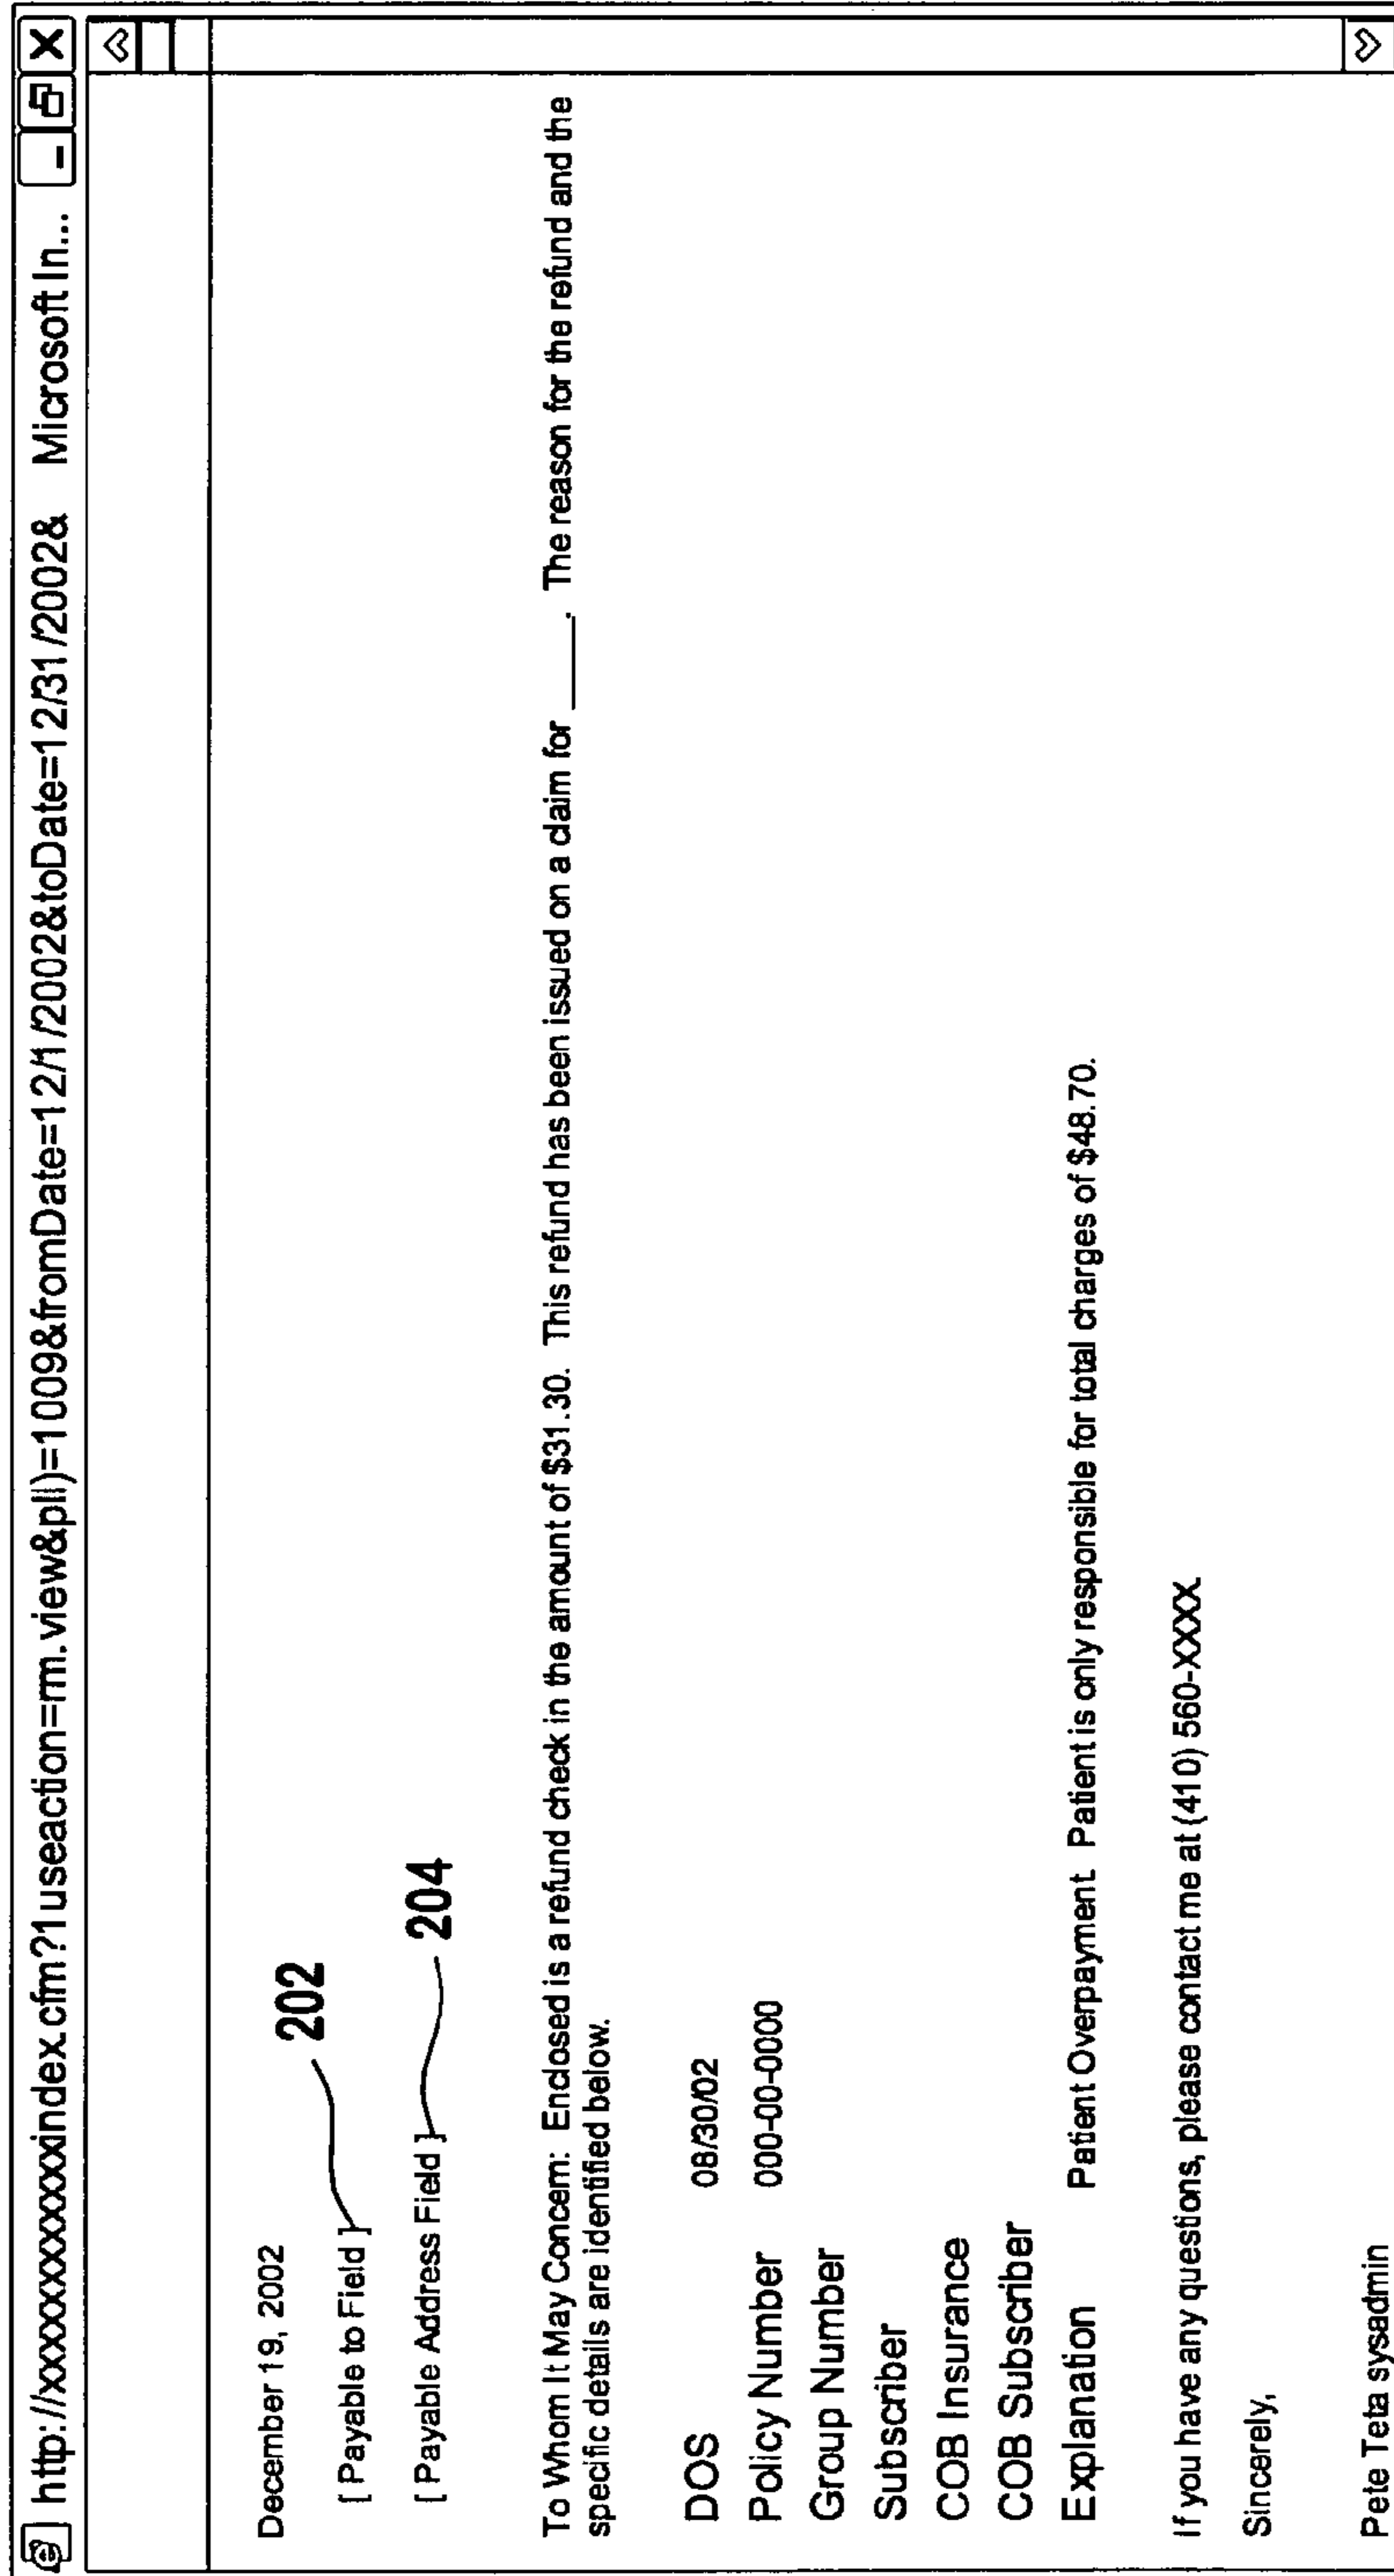 http://xxxxxxxxxxxxindex.cfm?1useaction=rm.view&pll)=1009&fromDate=12/1/2002&toDate=12/31/2002& Microsoft In...
December 19, 2002
[ Payable to Field ] 202
[ Payable Address Field ] 204
To Whom It May Concern: Enclosed is a refund check in the amount of $31.30. This refund has been issued on a claim for ____. The reason for the refund and the
specific details are identified below.
DOS 08/30/02
Policy Number 000-00-0000
Group Number
Subscriber
COB Insurance
COB Subscriber
Explanation Patient Overpayment. Patient is only responsible for total charges of $48.70.
If you have any questions, please contact me at (410) 560-XXXX.
Sincerely,
Pete Teta sysadmin